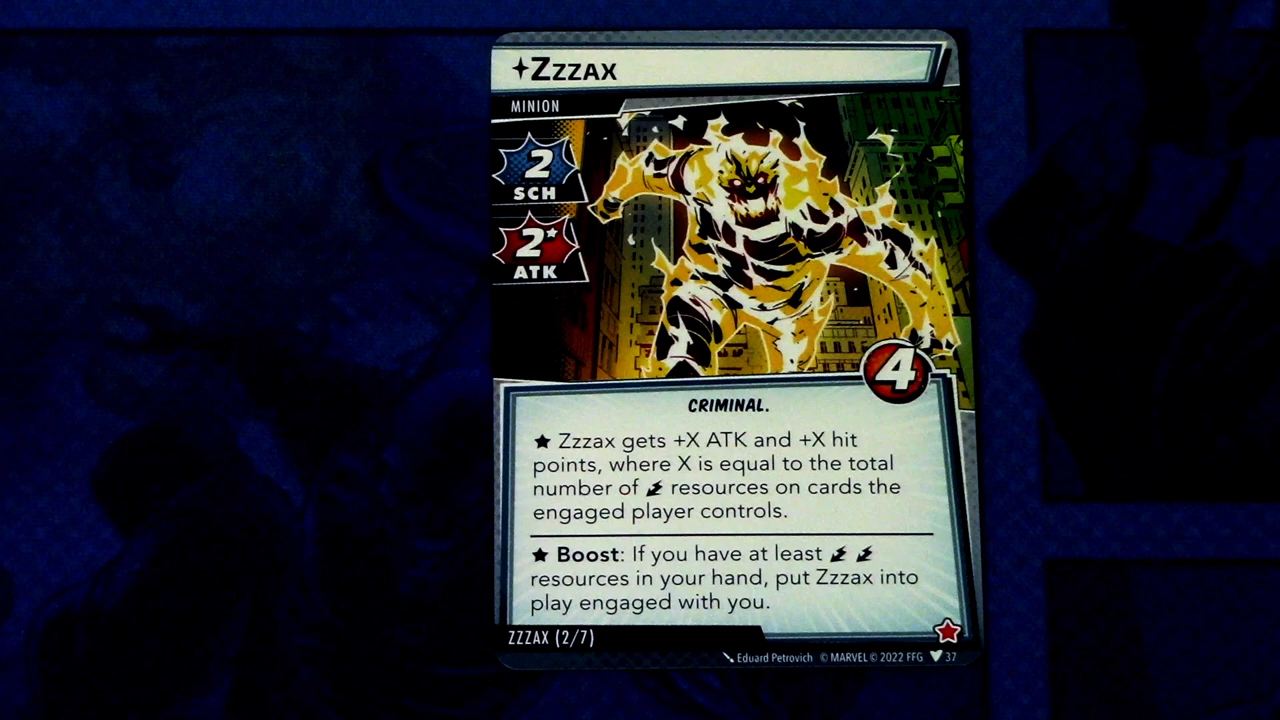 ZZZAX
MINION
2
SCH
2★
ATK
4
CRIMINAL.
★ Zzzax gets +X ATK and +X hit
points, where X is equal to the total
number of resources on cards the
engaged player controls.
★ Boost: If you have at least
resources in your hand, put Zzzax into
play engaged with you.
ZZZAX (2/7)
Eduard Petrovich © MARVEL © 2022 FFG 37